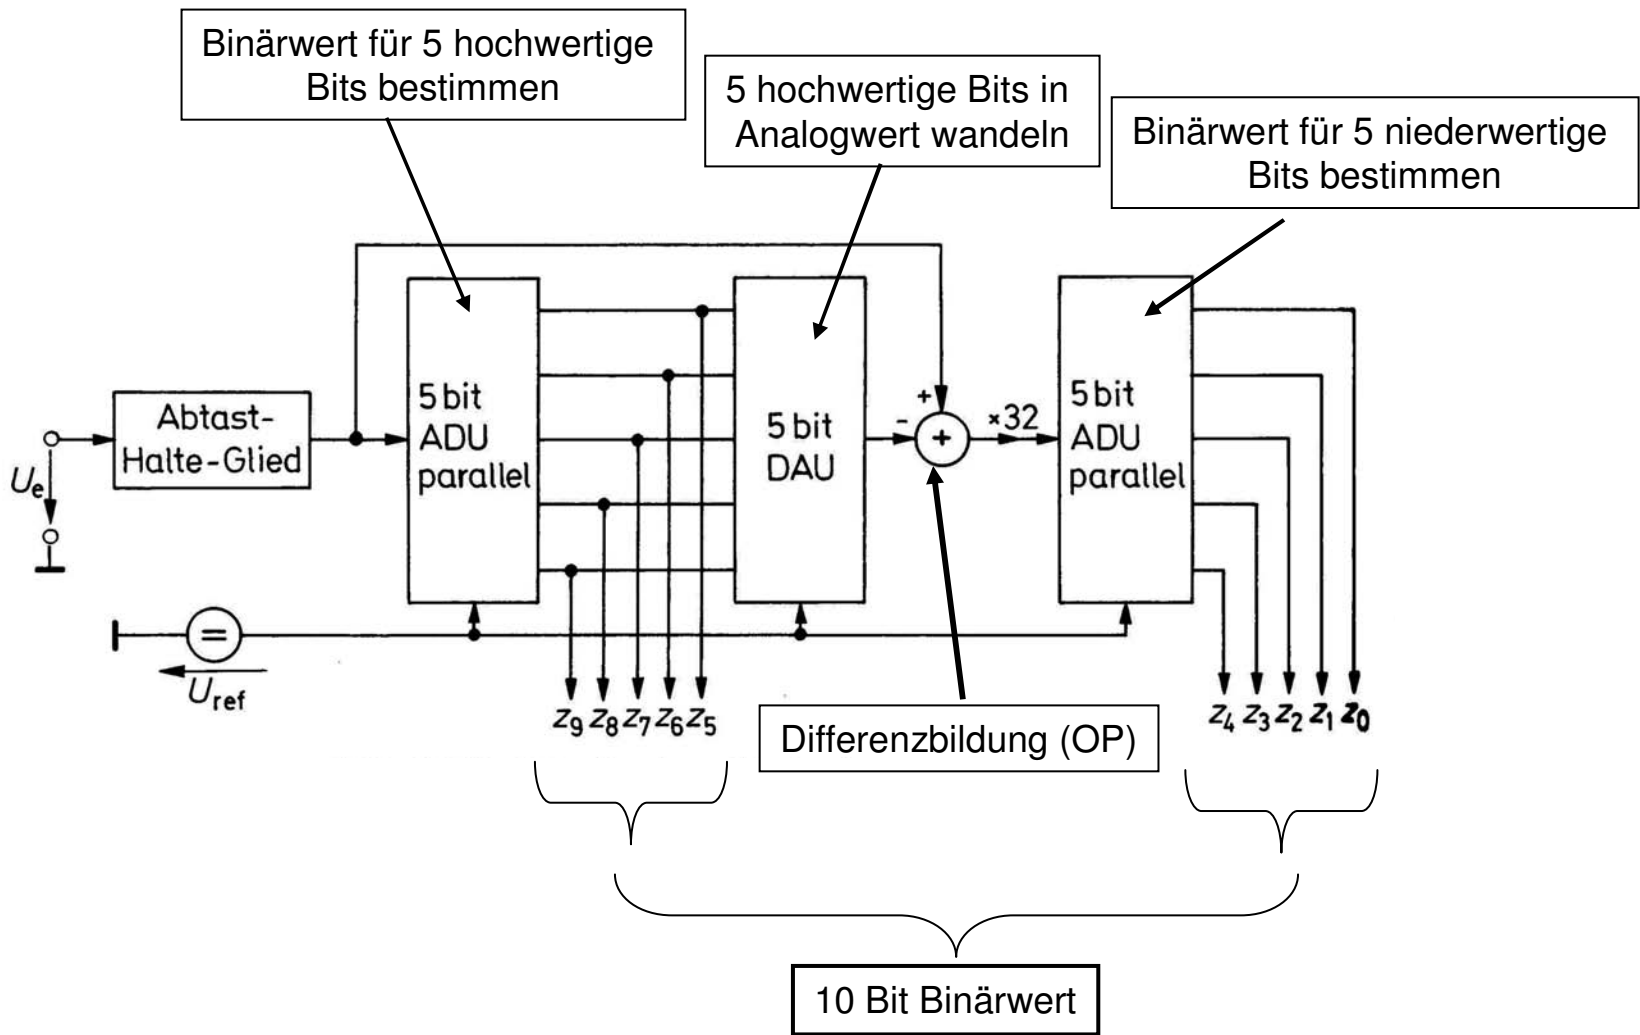 Binärwert für 5 hochwertige
Bits bestimmen
5 hochwertige Bits in
Analogwert wandeln
Binärwert für 5 niederwertige
Bits bestimmen
Abtast-
Halte-Glied
5 bit
ADU
parallel
5 bit
DAU
+
-
+
×32
5 bit
ADU
parallel
Ue
=
Uref
z9 z8 z7 z6 z5
z4 z3 z2 z1 z0
Differenzbildung (OP)
10 Bit Binärwert